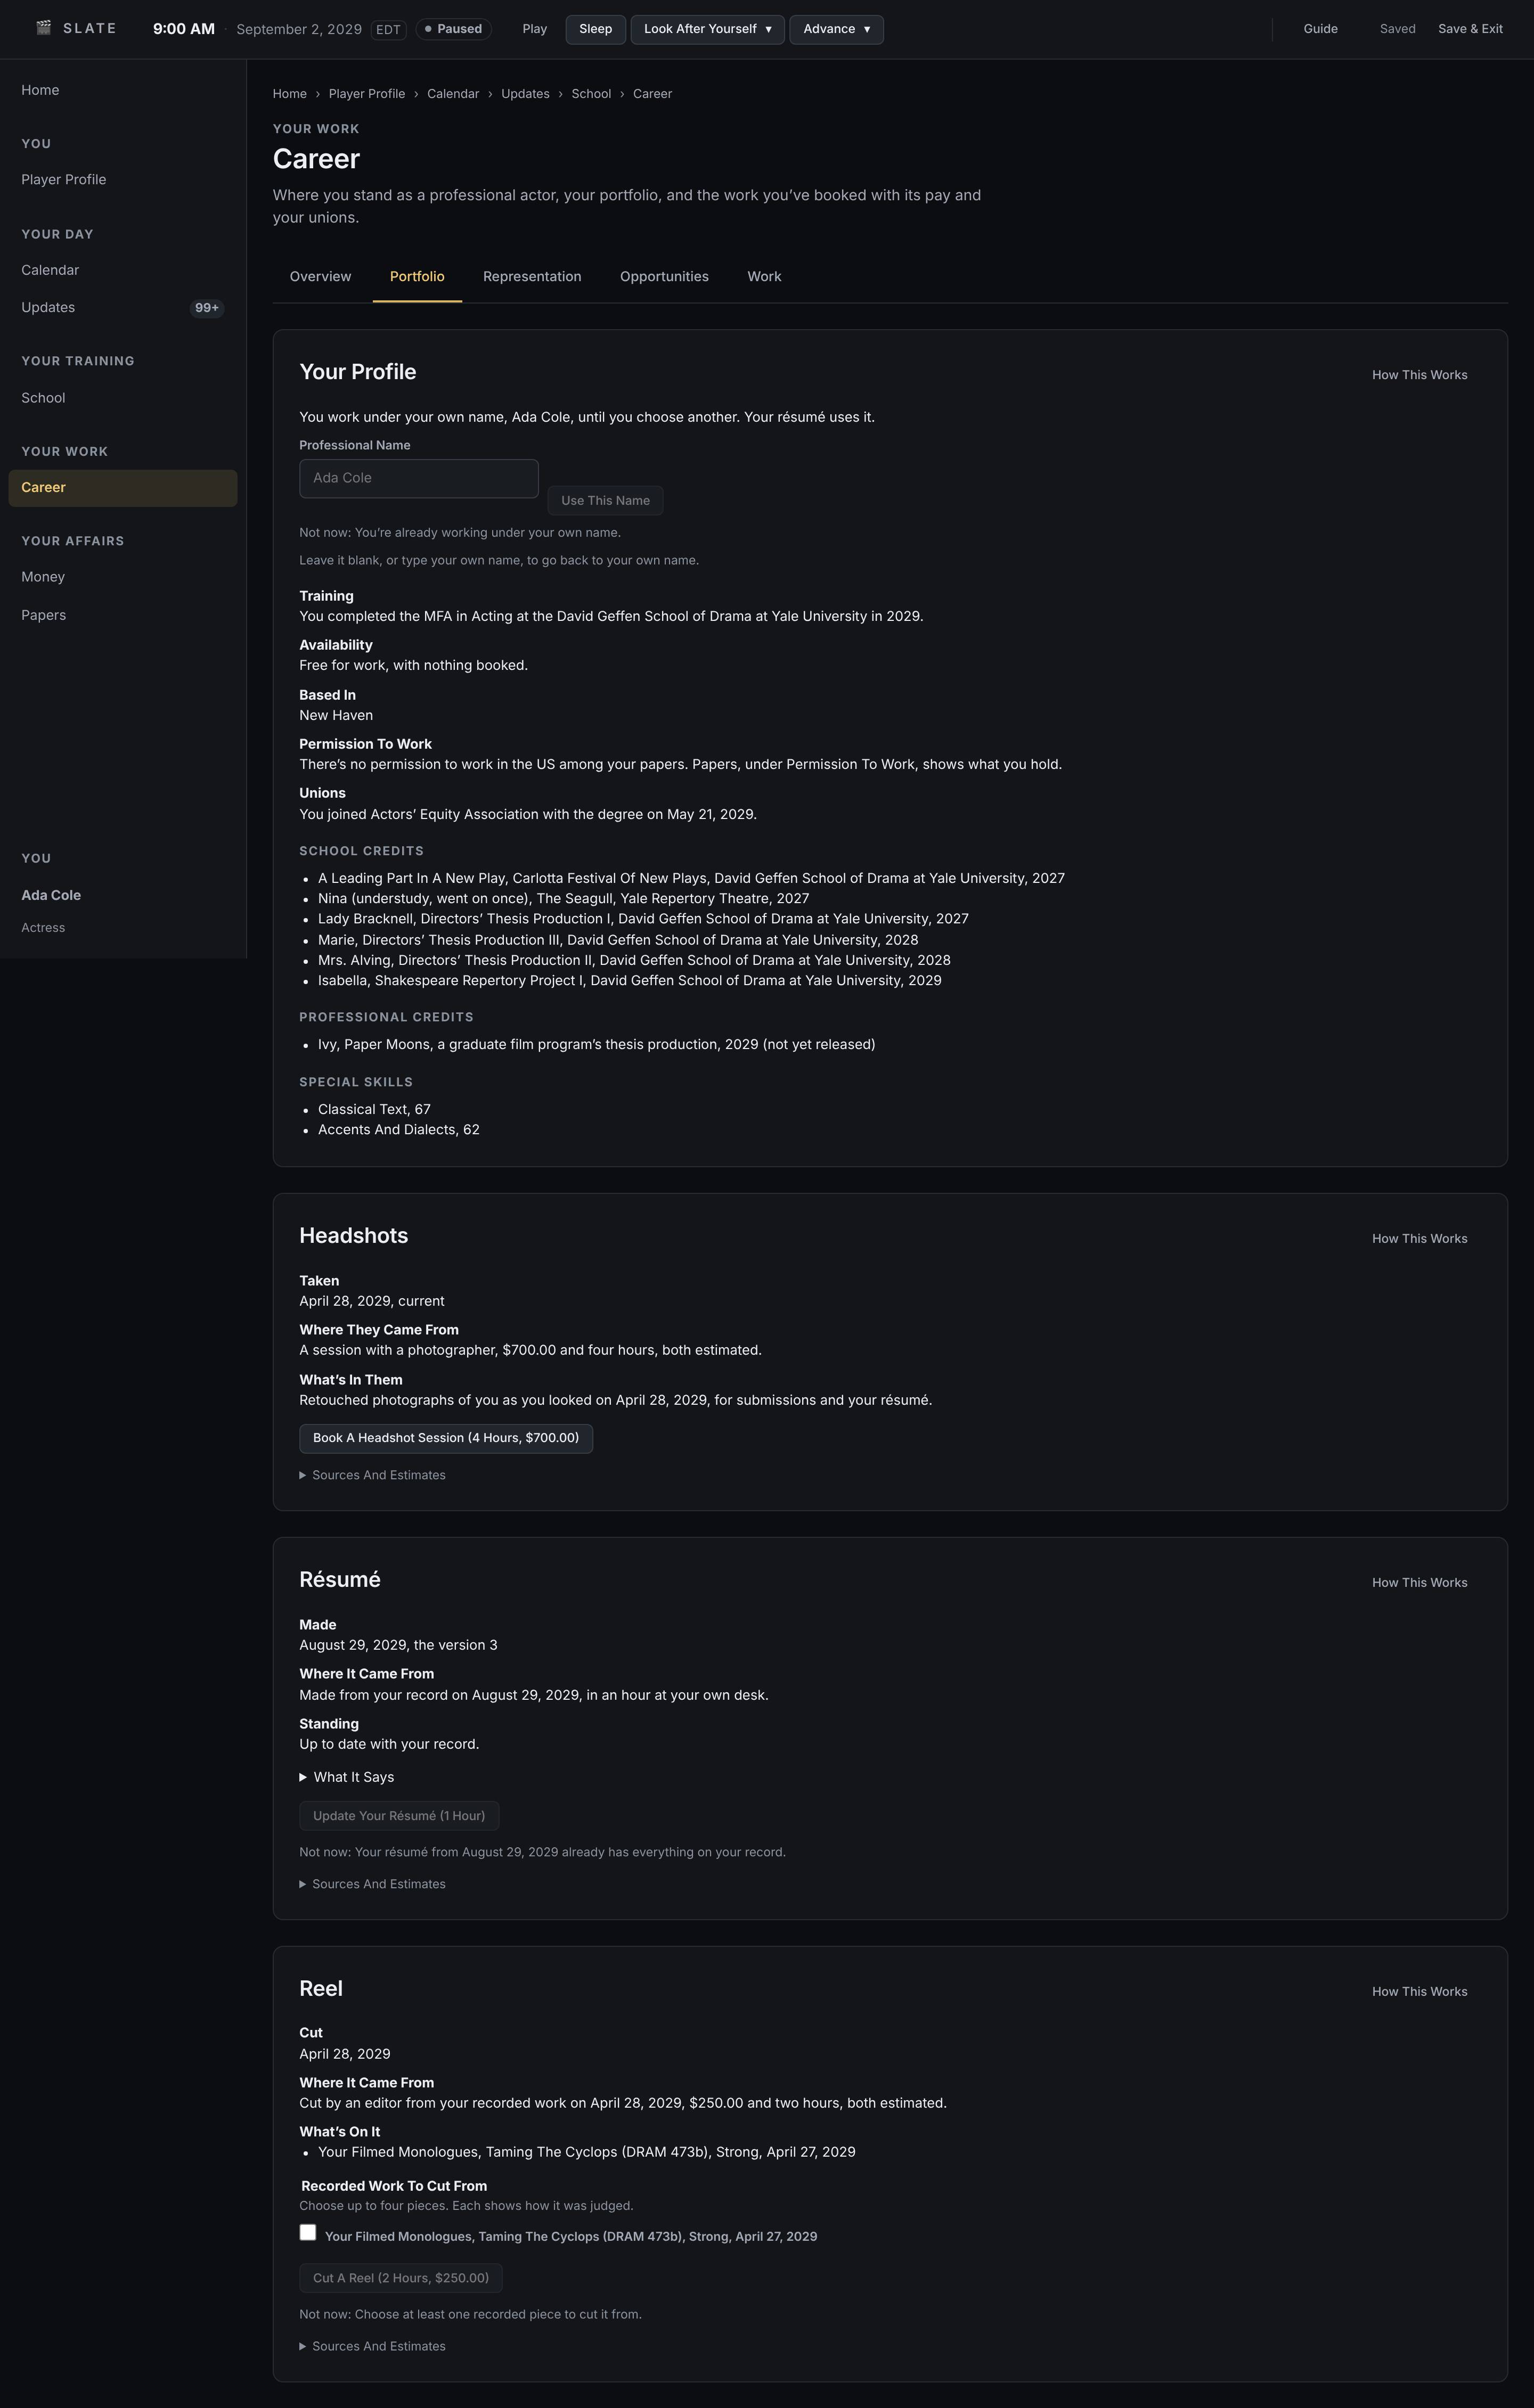 🎬 SLATE
9:00 AM · September 2, 2029 EDT Paused Play Sleep Look After Yourself ▾ Advance ▾ Guide Saved Save & Exit
Home
YOU
Player Profile
YOUR DAY
Calendar
Updates 99+
YOUR TRAINING
School
YOUR WORK
Career
YOUR AFFAIRS
Money
Papers
YOU
Ada Cole
Actress
Home › Player Profile › Calendar › Updates › School › Career
YOUR WORK
Career
Where you stand as a professional actor, your portfolio, and the work you’ve booked with its pay and
your unions.
Overview Portfolio Representation Opportunities Work
Your Profile How This Works
You work under your own name, Ada Cole, until you choose another. Your résumé uses it.
Professional Name
Ada Cole
Use This Name
Not now: You’re already working under your own name.
Leave it blank, or type your own name, to go back to your own name.
Training
You completed the MFA in Acting at the David Geffen School of Drama at Yale University in 2029.
Availability
Free for work, with nothing booked.
Based In
New Haven
Permission To Work
There’s no permission to work in the US among your papers. Papers, under Permission To Work, shows what you hold.
Unions
You joined Actors’ Equity Association with the degree on May 21, 2029.
SCHOOL CREDITS
• A Leading Part In A New Play, Carlotta Festival Of New Plays, David Geffen School of Drama at Yale University, 2027
• Nina (understudy, went on once), The Seagull, Yale Repertory Theatre, 2027
• Lady Bracknell, Directors’ Thesis Production I, David Geffen School of Drama at Yale University, 2027
• Marie, Directors’ Thesis Production III, David Geffen School of Drama at Yale University, 2028
• Mrs. Alving, Directors’ Thesis Production II, David Geffen School of Drama at Yale University, 2028
• Isabella, Shakespeare Repertory Project I, David Geffen School of Drama at Yale University, 2029
PROFESSIONAL CREDITS
• Ivy, Paper Moons, a graduate film program’s thesis production, 2029 (not yet released)
SPECIAL SKILLS
• Classical Text, 67
• Accents And Dialects, 62
Headshots How This Works
Taken
April 28, 2029, current
Where They Came From
A session with a photographer, $700.00 and four hours, both estimated.
What’s In Them
Retouched photographs of you as you looked on April 28, 2029, for submissions and your résumé.
Book A Headshot Session (4 Hours, $700.00)
▶ Sources And Estimates
Résumé How This Works
Made
August 29, 2029, the version 3
Where It Came From
Made from your record on August 29, 2029, in an hour at your own desk.
Standing
Up to date with your record.
▶ What It Says
Update Your Résumé (1 Hour)
Not now: Your résumé from August 29, 2029 already has everything on your record.
▶ Sources And Estimates
Reel How This Works
Cut
April 28, 2029
Where It Came From
Cut by an editor from your recorded work on April 28, 2029, $250.00 and two hours, both estimated.
What’s On It
• Your Filmed Monologues, Taming The Cyclops (DRAM 473b), Strong, April 27, 2029
Recorded Work To Cut From
Choose up to four pieces. Each shows how it was judged.
Your Filmed Monologues, Taming The Cyclops (DRAM 473b), Strong, April 27, 2029
Cut A Reel (2 Hours, $250.00)
Not now: Choose at least one recorded piece to cut it from.
▶ Sources And Estimates